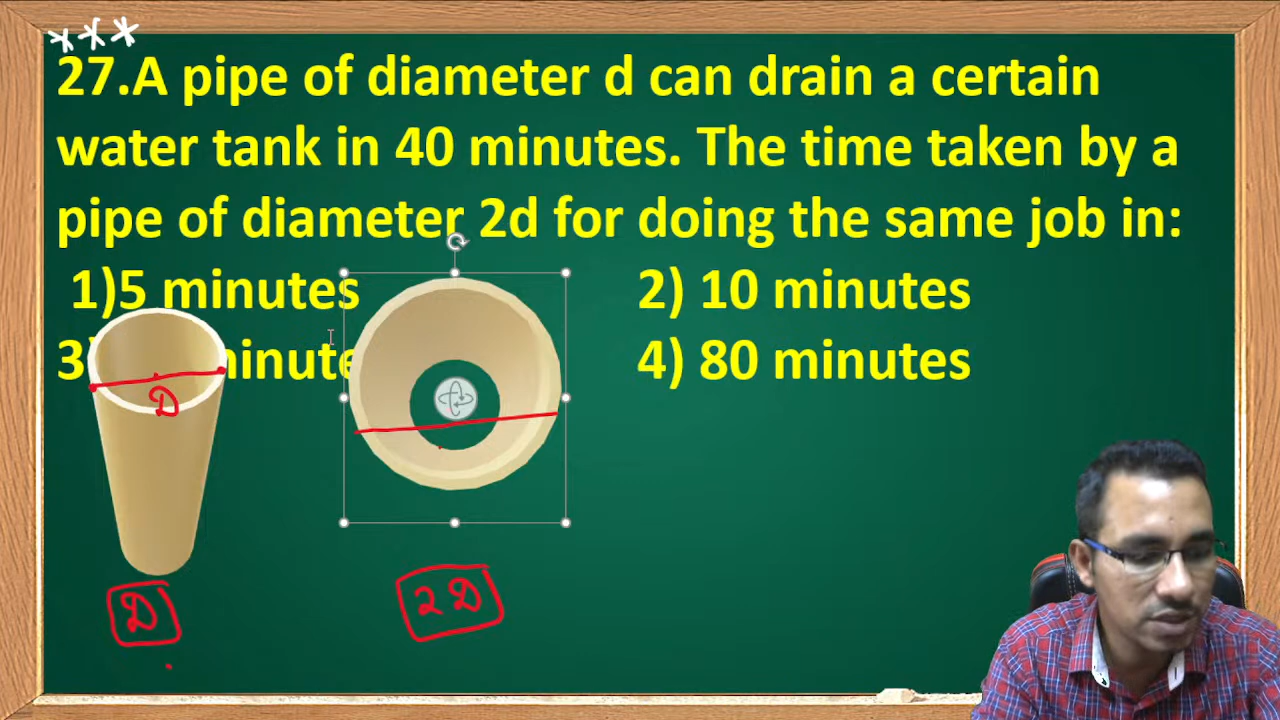 ***
27.A pipe of diameter d can drain a certain
water tank in 40 minutes. The time taken by a
pipe of diameter 2d for doing the same job in:
1)5 minutes 2) 10 minutes
3) 4) 80 minutes
D
D 2D